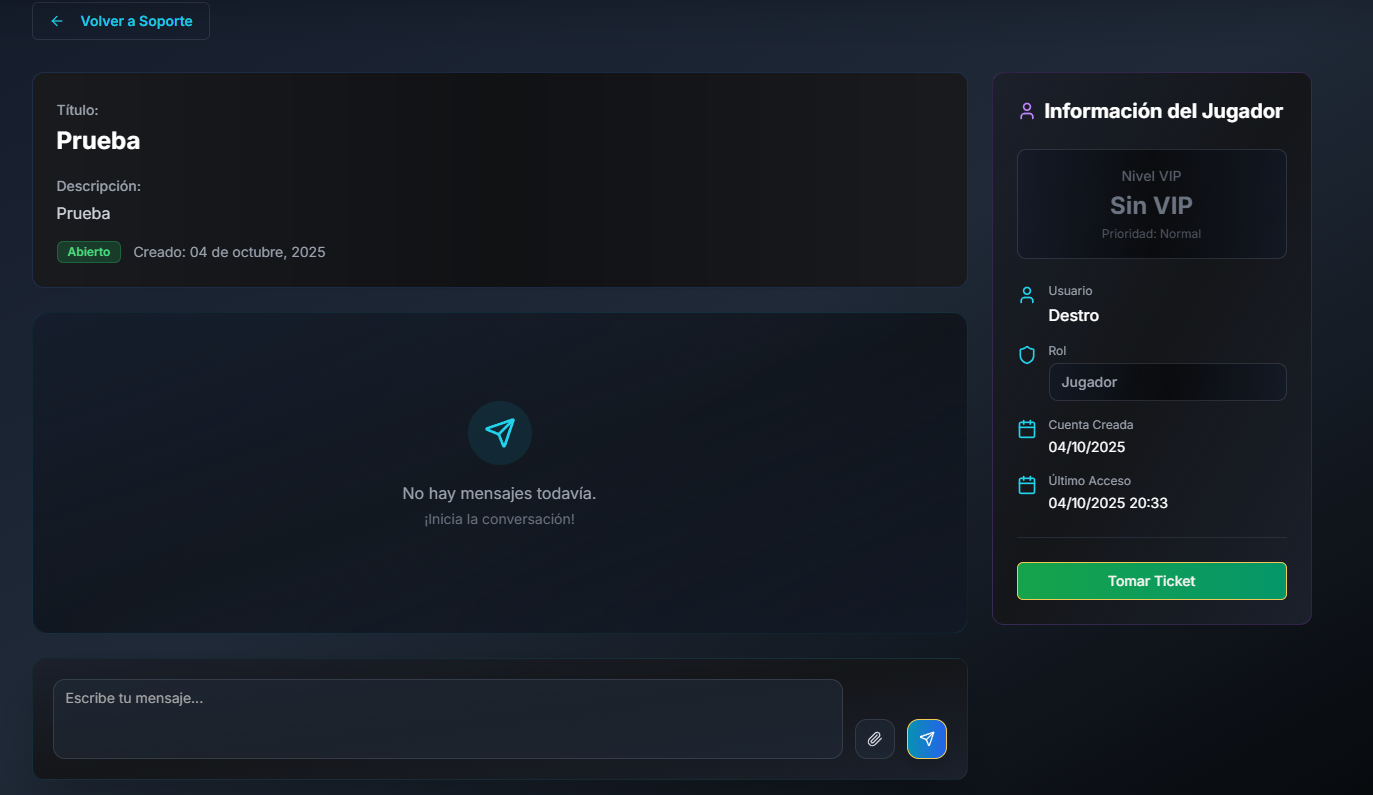 Volver a Soporte
Título:
Prueba
Descripción:
Prueba
Abierto Creado: 04 de octubre, 2025
No hay mensajes todavía.
¡Inicia la conversación!
Escribe tu mensaje...
Información del Jugador
Nivel VIP
Sin VIP
Prioridad: Normal
Usuario
Destro
Rol
Jugador
Cuenta Creada
04/10/2025
Último Acceso
04/10/2025 20:33
Tomar Ticket